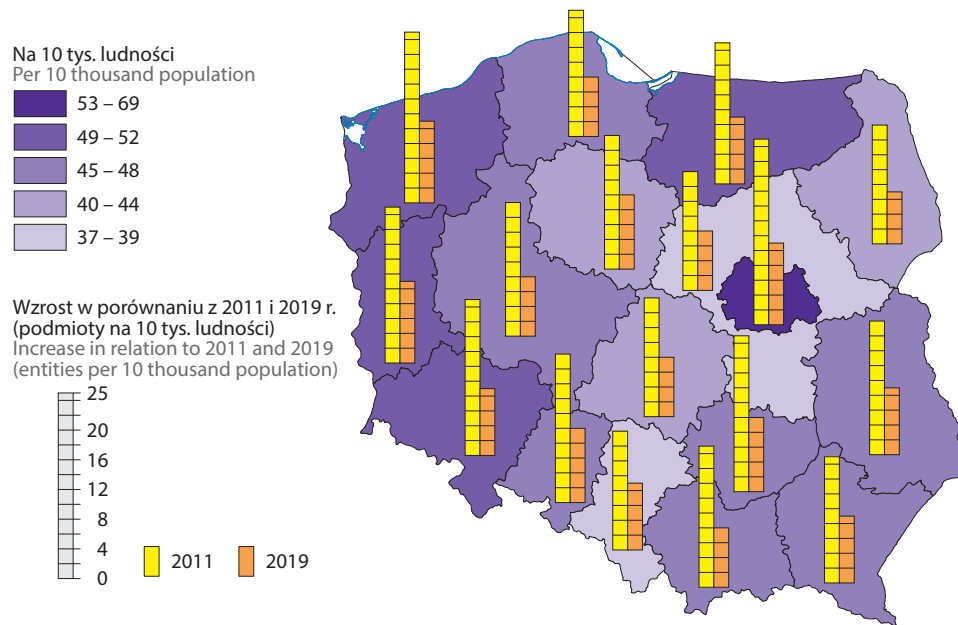 Na 10 tys. ludności
Per 10 thousand population
53 – 69
49 – 52
45 – 48
40 – 44
37 – 39
Wzrost w porównaniu z 2011 i 2019 r.
(podmioty na 10 tys. ludności)
Increase in relation to 2011 and 2019
(entities per 10 thousand population)
25
20
16
12
8
4
0
2011
2019